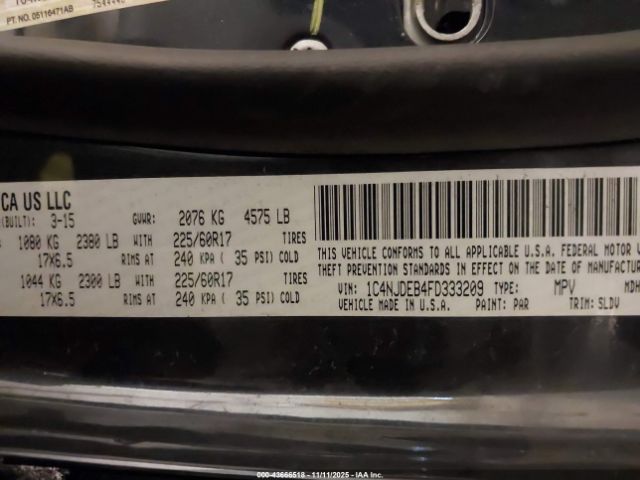 PT. NO. 05116471AB
CA US LLC
(BUILT): 3-15 GVWR: 2076 KG 4575 LB
1080 KG 2380 LB WITH 225/60R17 TIRES
17X6.5 RIMS AT 240 KPA ( 35 PSI) COLD
1044 KG 2300 LB WITH 225/60R17 TIRES
17X6.5 RIMS AT 240 KPA ( 35 PSI) COLD
THIS VEHICLE CONFORMS TO ALL APPLICABLE U.S.A. FEDERAL MOTOR
THEFT PREVENTION STANDARDS IN EFFECT ON THE DATE OF MANUFACTUR
VIN: 1C4NJDEB4FD333209 TYPE: MPV MDH
VEHICLE MADE IN U.S.A. PAINT: PAR TRIM: SLDV
000-43666518 - 11/11/2025 - IAA Inc.